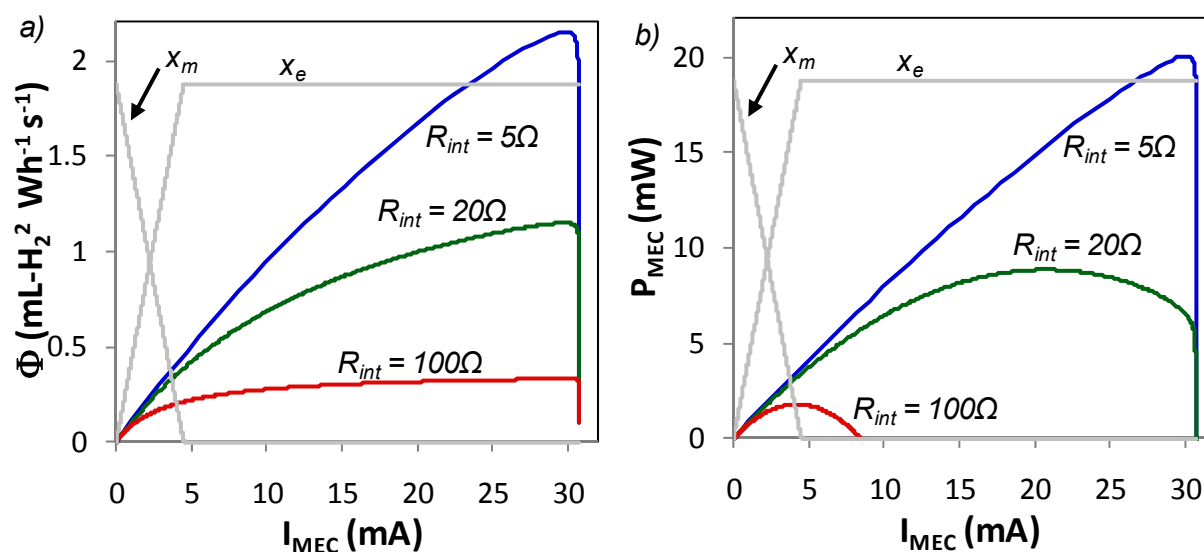 a)
x_m
x_e
R_int = 5Ω
R_int = 20Ω
R_int = 100Ω
2
1.5
1
0.5
0
0 5 10 15 20 25 30
Φ (mL-H₂² Wh⁻¹ s⁻¹)
I_MEC (mA)
b)
x_m
x_e
R_int = 5Ω
R_int = 20Ω
R_int = 100Ω
20
15
10
5
0
0 5 10 15 20 25 30
P_MEC (mW)
I_MEC (mA)